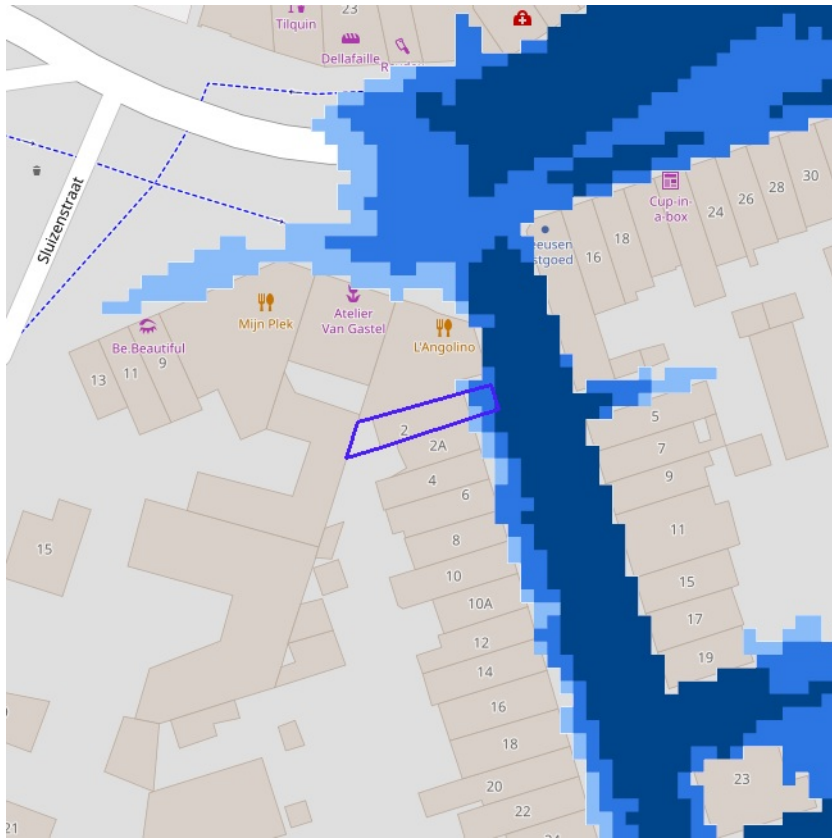 23
Tilquin
Dellafaille
30
28
26
24
Cup-in-
a-box
18
16
Sluizenstraat
Mijn Plek
Atelier
Van Gastel
L'Angolino
Be.Beautiful
9
11
13
2
2A
4
6
8
10
10A
12
14
16
18
20
22
5
7
9
11
15
17
19
23
15
21